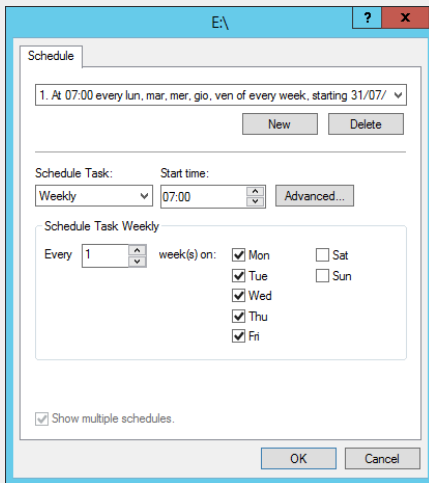 E:\
?
x
Schedule
1. At 07:00 every lun, mar, mer, gio, ven of every week, starting 31/07/
New Delete
Schedule Task: Start time:
Weekly 07:00 Advanced...
Schedule Task Weekly
Every 1 week(s) on: Mon Sat
Tue Sun
Wed
Thu
Fri
Show multiple schedules.
OK Cancel